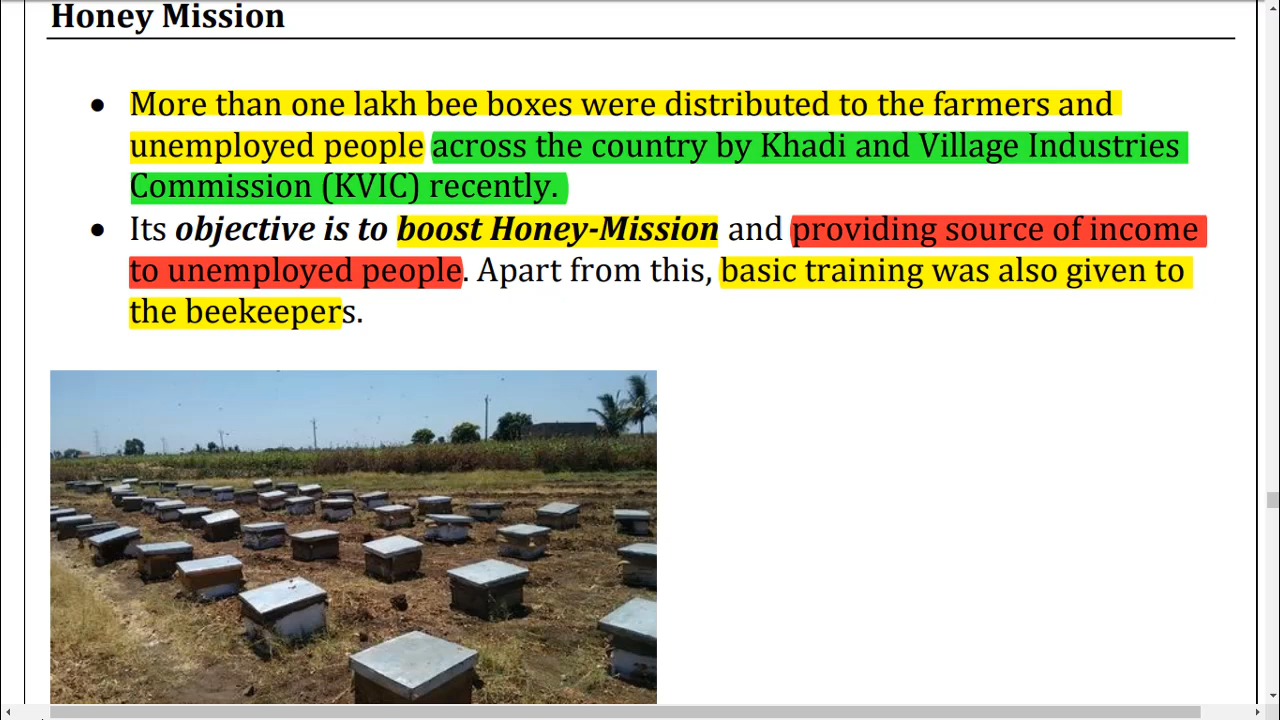 Honey Mission
• More than one lakh bee boxes were distributed to the farmers and
unemployed people across the country by Khadi and Village Industries
Commission (KVIC) recently.
• Its objective is to boost Honey-Mission and providing source of income
to unemployed people. Apart from this, basic training was also given to
the beekeepers.